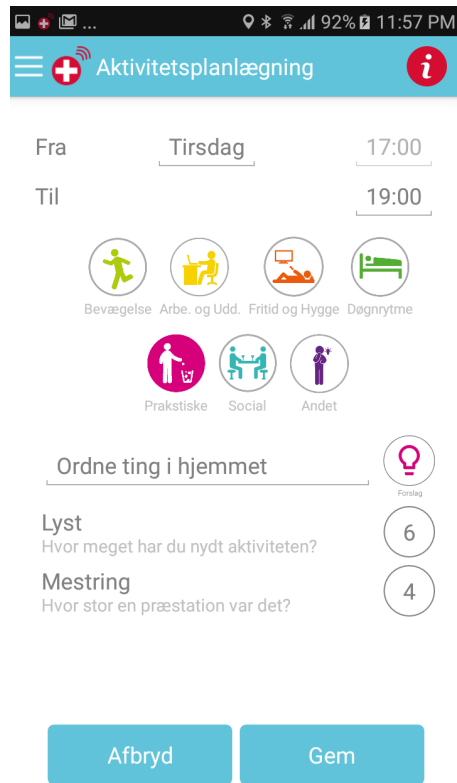 ... 92% 11:57 PM
Aktivitetsplanlægning i
Fra Tirsdag 17:00
Til 19:00
Bevægelse Arbe. og Udd. Fritid og Hygge Døgnrytme
Prakstiske Social Andet
Ordne ting i hjemmet
Forslag
Lyst
Hvor meget har du nydt aktiviteten?
6
Mestring
Hvor stor en præstation var det?
4
Afbryd Gem